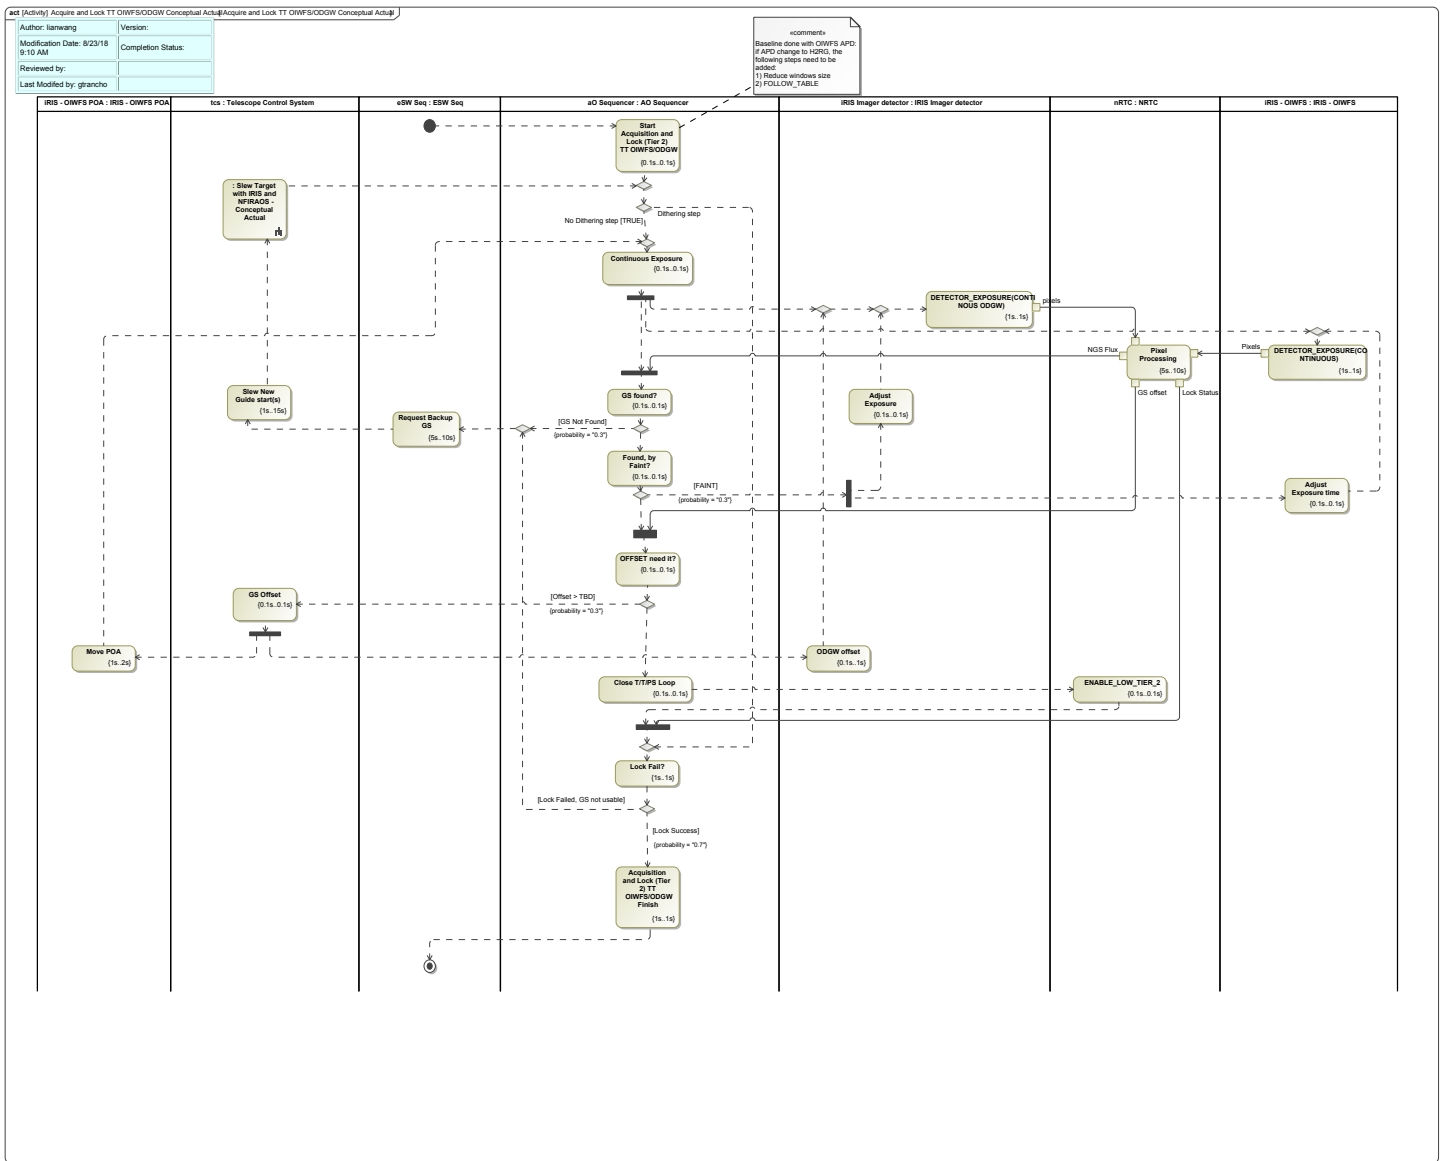 act [Activity] Acquire and Lock TT OIWFS/ODGW Conceptual Actual[Acquire and Lock TT OIWFS/ODGW Conceptual Actual]
Author: lianwang
Version:
Modification Date: 8/23/18
9:10 AM
Completion Status:
Reviewed by:
Last Modifed by: gtrancho
«comment»
Baseline done with OIWFS APD:
if APD change to H2RG, the
following steps need to be
added:
1) Reduce windows size
2) FOLLOW_TABLE
iRIS - OIWFS POA : IRIS - OIWFS POA
tcs : Telescope Control System
eSW Seq : ESW Seq
aO Sequencer : AO Sequencer
iRIS Imager detector : IRIS Imager detector
nRTC : NRTC
iRIS - OIWFS : IRIS - OIWFS
Start
Acquisition and
Lock (Tier 2)
TT OIWFS/ODGW
{0.1s..0.1s}
: Slew Target
with IRIS and
NFIRAOS -
Conceptual
Actual
Dithering step
No Dithering step [TRUE]
Continuous Exposure
{0.1s..0.1s}
DETECTOR_EXPOSURE(CONTI
NOUS ODGW)
{1s..1s}
pixels
NGS Flux
Pixel
Processing
{5s..10s}
Pixels
DETECTOR_EXPOSURE(CO
NTINUOUS)
{1s..1s}
GS offset
Lock Status
Slew New
Guide start(s)
{1s..15s}
Request Backup
GS
{5s..10s}
GS found?
{0.1s..0.1s}
[GS Not Found]
{probability = "0.3"}
Adjust
Exposure
{0.1s..0.1s}
Found, by
Faint?
{0.1s..0.1s}
[FAINT]
{probability = "0.3"}
Adjust
Exposure time
{0.1s..0.1s}
OFFSET need it?
{0.1s..0.1s}
GS Offset
{0.1s..0.1s}
[Offset > TBD]
{probability = "0.3"}
Move POA
{1s..2s}
ODGW offset
{0.1s..1s}
Close T/T/PS Loop
{0.1s..0.1s}
ENABLE_LOW_TIER_2
{0.1s..0.1s}
Lock Fail?
{1s..1s}
[Lock Failed, GS not usable]
[Lock Success]
{probability = "0.7"}
Acquisition
and Lock (Tier
2) TT
OIWFS/ODGW
Finish
{1s..1s}